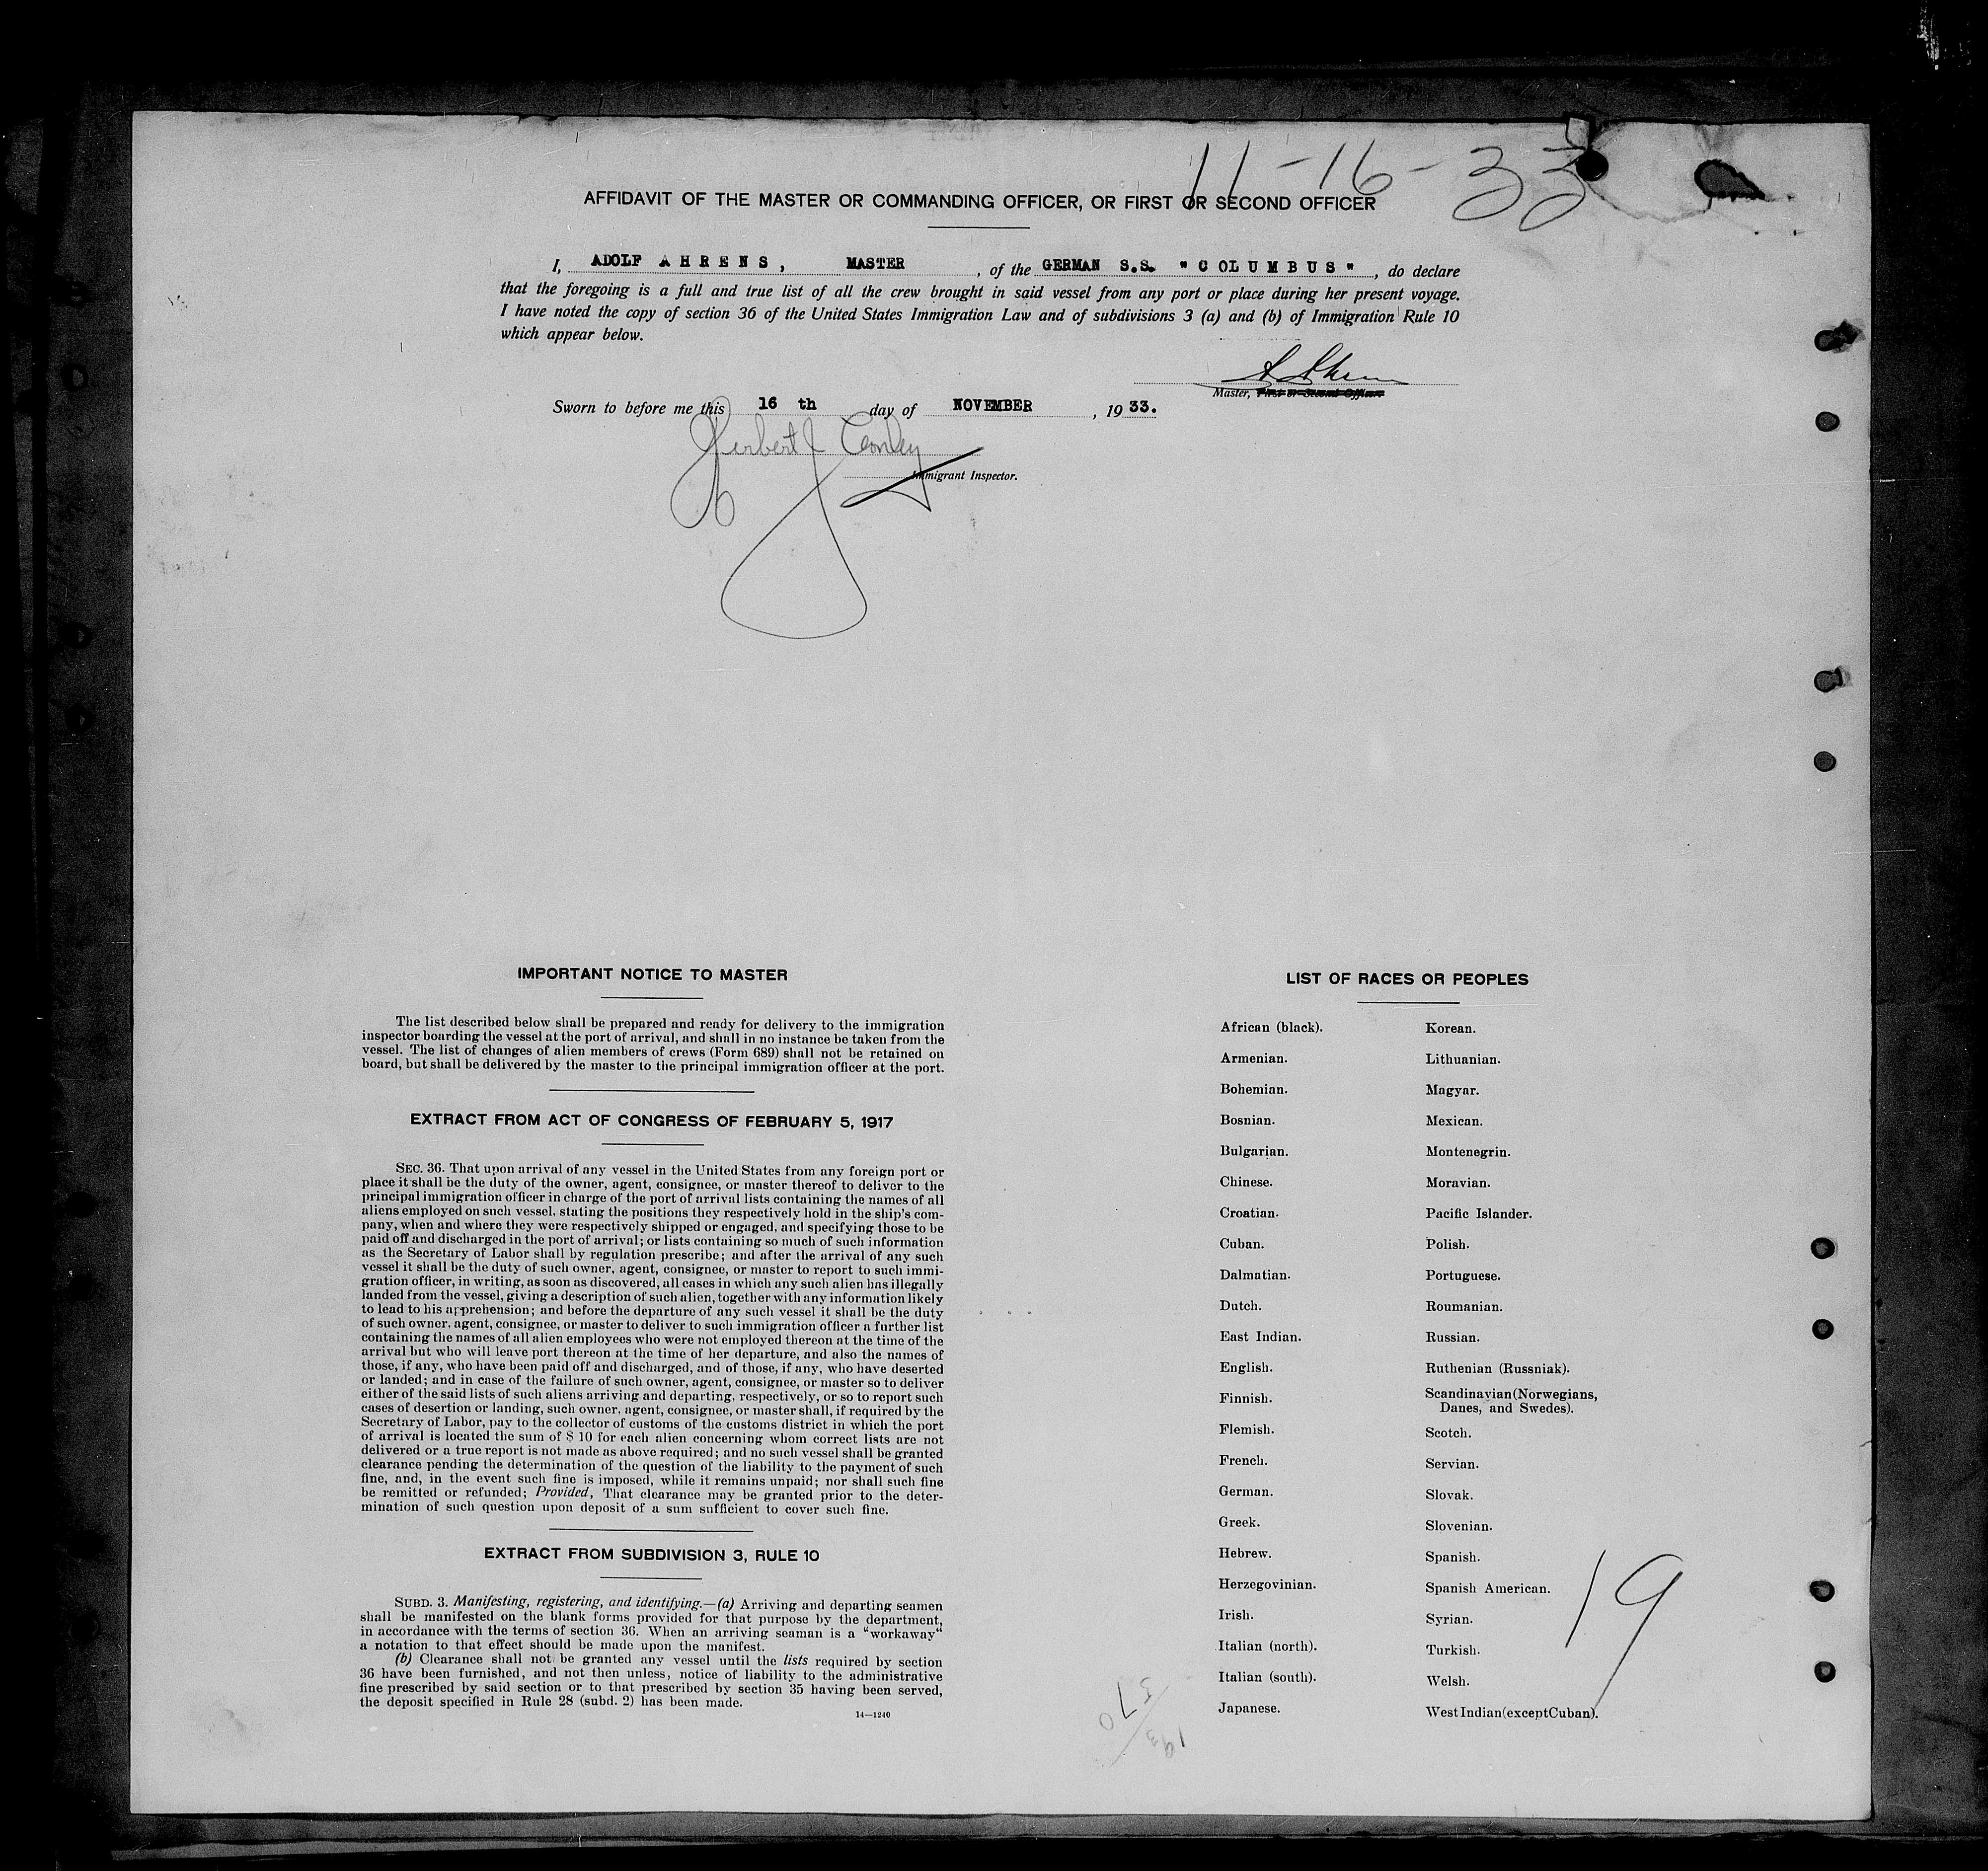 11-16-33
AFFIDAVIT OF THE MASTER OR COMMANDING OFFICER, OR FIRST OR SECOND OFFICER
I, ADOLF AHRENS, MASTER, of the GERMAN S.S. "COLUMBUS", do declare
that the foregoing is a full and true list of all the crew brought in said vessel from any port or place during her present voyage.
I have noted the copy of section 36 of the United States Immigration Law and of subdivisions 3 (a) and (b) of Immigration Rule 10
which appear below.
A. Ahrens
Master, First or Second Officer.
Sworn to before me this 16 th day of NOVEMBER, 1933.
Herbert J Conley
Immigrant Inspector.
IMPORTANT NOTICE TO MASTER
The list described below shall be prepared and ready for delivery to the immigration
inspector boarding the vessel at the port of arrival, and shall in no instance be taken from the
vessel. The list of changes of alien members of crews (Form 689) shall not be retained on
board, but shall be delivered by the master to the principal immigration officer at the port.
EXTRACT FROM ACT OF CONGRESS OF FEBRUARY 5, 1917
SEC. 36. That upon arrival of any vessel in the United States from any foreign port or
place it shall be the duty of the owner, agent, consignee, or master thereof to deliver to the
principal immigration officer in charge of the port of arrival lists containing the names of all
aliens employed on such vessel, stating the positions they respectively hold in the ship's com-
pany, when and where they were respectively shipped or engaged, and specifying those to be
paid off and discharged in the port of arrival; or lists containing so much of such information
as the Secretary of Labor shall by regulation prescribe; and after the arrival of any such
vessel it shall be the duty of such owner, agent, consignee, or master to report to such immi-
gration officer, in writing, as soon as discovered, all cases in which any such alien has illegally
landed from the vessel, giving a description of such alien, together with any information likely
to lead to his apprehension; and before the departure of any such vessel it shall be the duty
of such owner, agent, consignee, or master to deliver to such immigration officer a further list
containing the names of all alien employees who were not employed thereon at the time of the
arrival but who will leave port thereon at the time of her departure, and also the names of
those, if any, who have been paid off and discharged, and of those, if any, who have deserted
or landed; and in case of the failure of such owner, agent, consignee, or master so to deliver
either of the said lists of such aliens arriving and departing, respectively, or so to report such
cases of desertion or landing, such owner, agent, consignee, or master shall, if required by the
Secretary of Labor, pay to the collector of customs of the customs district in which the port
of arrival is located the sum of $ 10 for each alien concerning whom correct lists are not
delivered or a true report is not made as above required; and no such vessel shall be granted
clearance pending the determination of the question of the liability to the payment of such
fine, and, in the event such fine is imposed, while it remains unpaid; nor shall such fine
be remitted or refunded; Provided, That clearance may be granted prior to the deter-
mination of such question upon deposit of a sum sufficient to cover such fine.
EXTRACT FROM SUBDIVISION 3, RULE 10
SUBD. 3. Manifesting, registering, and identifying.—(a) Arriving and departing seamen
shall be manifested on the blank forms provided for that purpose by the department,
in accordance with the terms of section 36. When an arriving seaman is a "workaway"
a notation to that effect should be made upon the manifest.
(b) Clearance shall not be granted any vessel until the lists required by section
36 have been furnished, and not then unless, notice of liability to the administrative
fine prescribed by said section or to that prescribed by section 35 having been served,
the deposit specified in Rule 28 (subd. 2) has been made.
14—1240
LIST OF RACES OR PEOPLES
African (black).
Armenian.
Bohemian.
Bosnian.
Bulgarian.
Chinese.
Croatian.
Cuban.
Dalmatian.
Dutch.
East Indian.
English.
Finnish.
Flemish.
French.
German.
Greek.
Hebrew.
Herzegovinian.
Irish.
Italian (north).
Italian (south).
Japanese.
Korean.
Lithuanian.
Magyar.
Mexican.
Montenegrin.
Moravian.
Pacific Islander.
Polish.
Portuguese.
Roumanian.
Russian.
Ruthenian (Russniak).
Scandinavian (Norwegians,
Danes, and Swedes).
Scotch.
Servian.
Slovak.
Slovenian.
Spanish.
Spanish American.
Syrian.
Turkish.
Welsh.
West Indian (except Cuban).
19